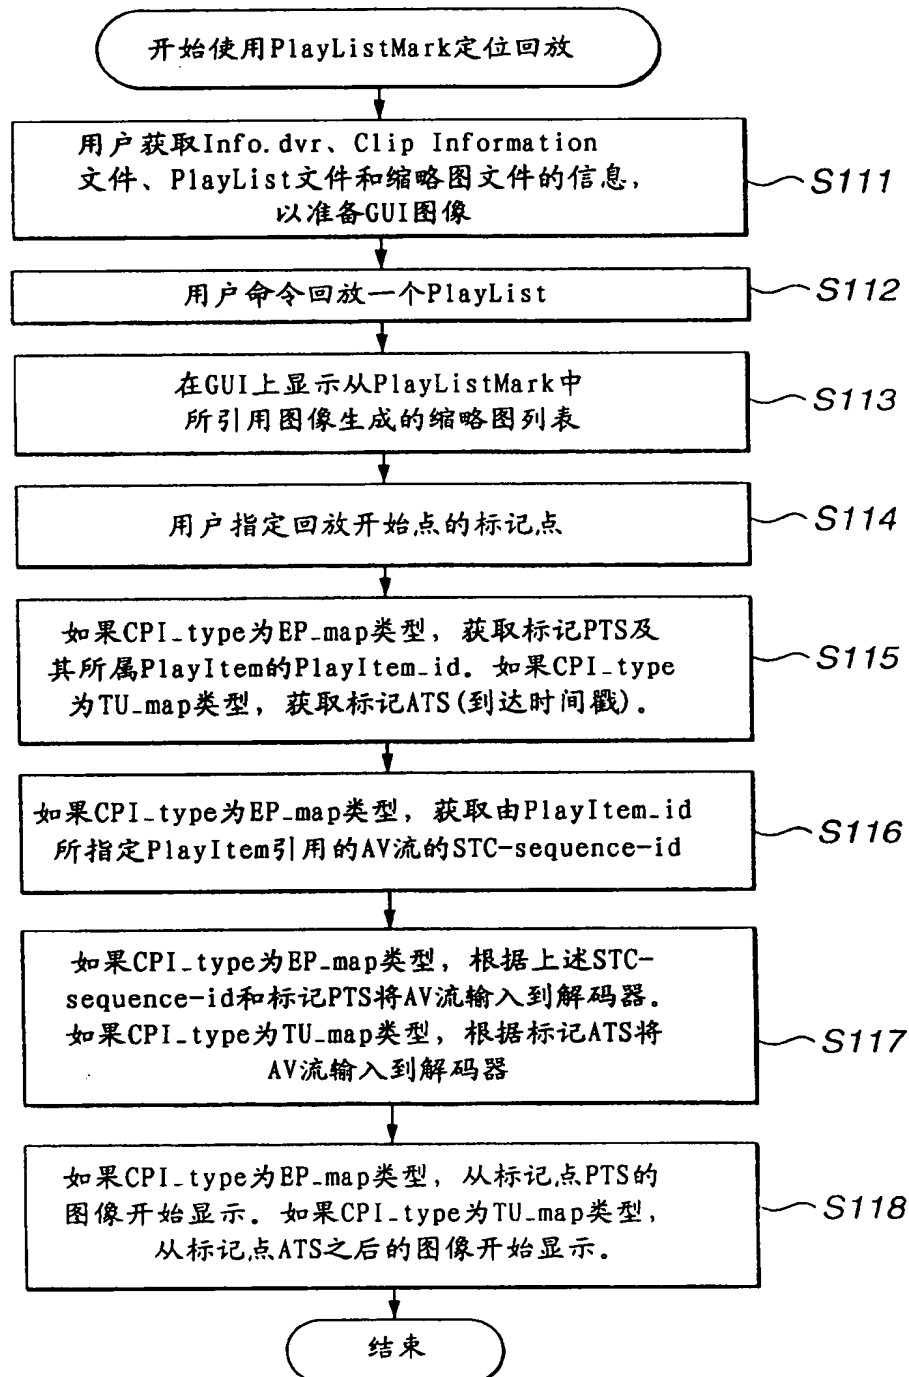 开始使用PlayListMark定位回放
用户获取Info.dvr、Clip Information
文件、PlayList文件和缩略图文件的信息,
以准备GUI图像
S111
用户命令回放一个PlayList
S112
在GUI上显示从PlayListMark中
所引用图像生成的缩略图列表
S113
用户指定回放开始点的标记点
S114
如果CPI_type为EP_map类型, 获取标记PTS及
其所属PlayItem的PlayItem_id. 如果CPI_type
为TU_map类型, 获取标记ATS(到达时间戳)。
S115
如果CPI_type为EP_map类型, 获取由PlayItem_id
所指定PlayItem引用的AV流的STC-sequence-id
S116
如果CPI_type为EP_map类型, 根据上述STC-
sequence-id和标记PTS将AV流输入到解码器。
如果CPI_type为TU_map类型, 根据标记ATS将
AV流输入到解码器
S117
如果CPI_type为EP_map类型, 从标记点PTS的
图像开始显示。如果CPI_type为TU_map类型,
从标记点ATS之后的图像开始显示。
S118
结束